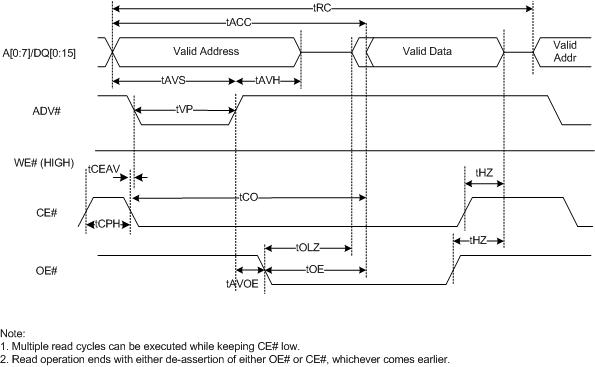 tRC
tACC
A[0:7]/DQ[0:15]
Valid Address
Valid Data
Valid
Addr
tAVS
tAVH
ADV#
tVP
WE# (HIGH)
tCEAV
tHZ
CE#
tCO
tCPH
tOLZ
tHZ
OE#
tOE
tAVOE
Note:
1. Multiple read cycles can be executed while keeping CE# low.
2. Read operation ends with either de-assertion of either OE# or CE#, whichever comes earlier.